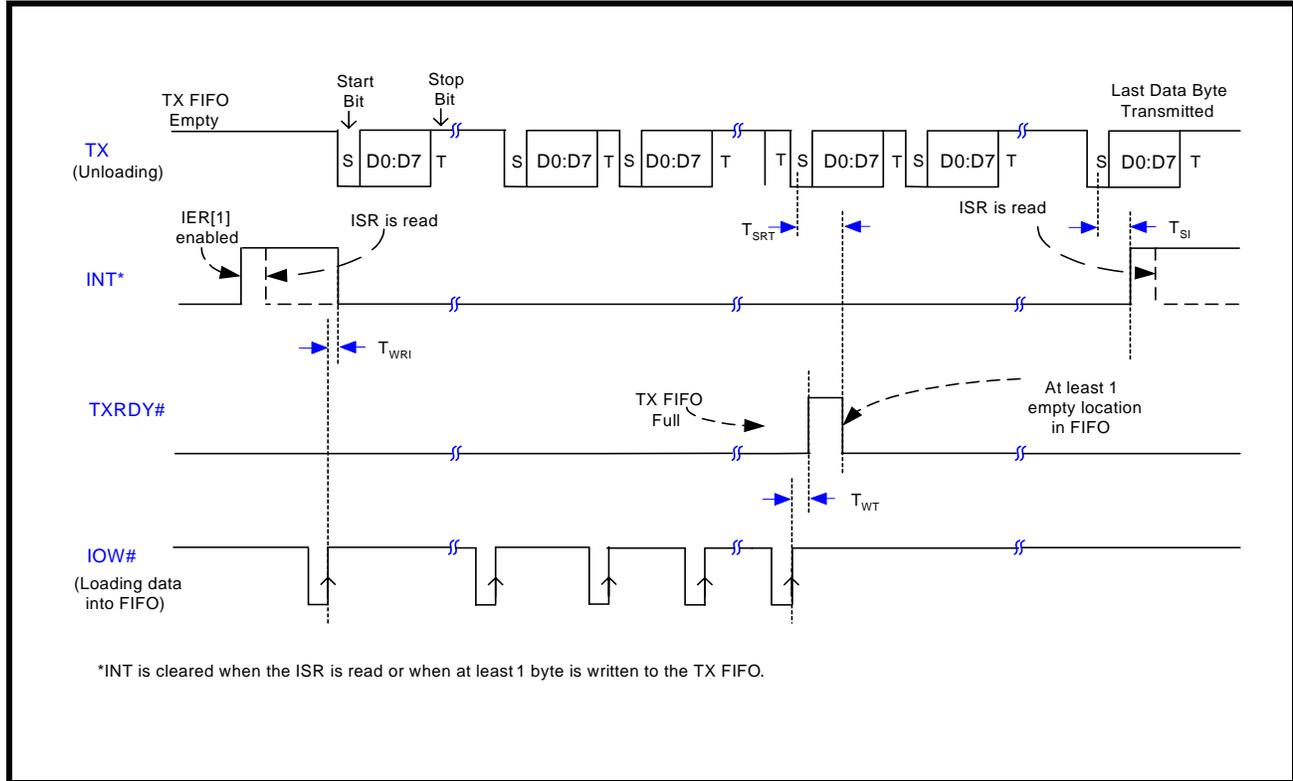 TX FIFO
Empty
Start
Bit
Stop
Bit
Last Data Byte
Transmitted
TX
(Unloading)
S D0:D7 T S D0:D7 T S D0:D7 T T S D0:D7 T S D0:D7 T S D0:D7 T
IER[1]
enabled
ISR is read
TSRT
ISR is read
TSI
INT*
TWRI
TXRDY#
TX FIFO
Full
At least 1
empty location
in FIFO
TWT
IOW#
(Loading data
into FIFO)
*INT is cleared when the ISR is read or when at least 1 byte is written to the TX FIFO.